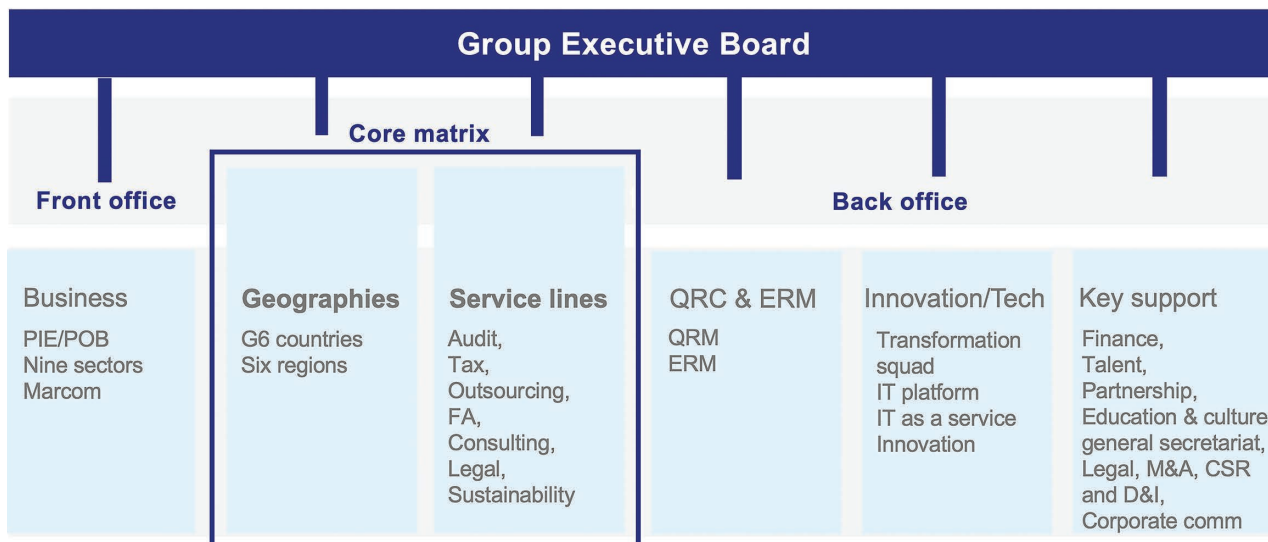 Group Executive Board
Core matrix
Front office
Back office
Business
PIE/POB
Nine sectors
Marcom
Geographies
G6 countries
Six regions
Service lines
Audit,
Tax,
Outsourcing,
FA,
Consulting,
Legal,
Sustainability
QRC & ERM
QRM
ERM
Innovation/Tech
Transformation
squad
IT platform
IT as a service
Innovation
Key support
Finance,
Talent,
Partnership,
Education & culture
general secretariat,
Legal, M&A, CSR
and D&I,
Corporate comm